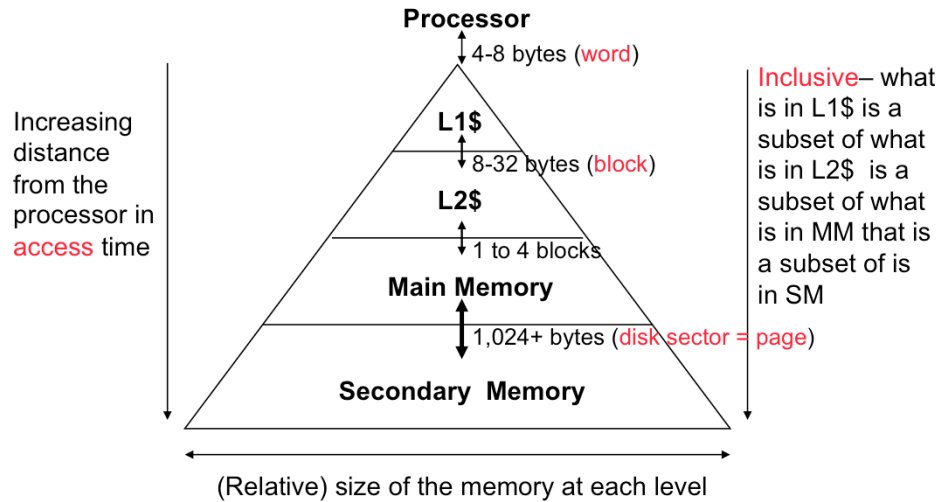 Processor
4-8 bytes (word)
Increasing
distance
from the
processor in
access time
L1$
8-32 bytes (block)
L2$
1 to 4 blocks
Main Memory
1,024+ bytes (disk sector = page)
Secondary Memory
Inclusive– what
is in L1$ is a
subset of what
is in L2$ is a
subset of what
is in MM that is
a subset of is
in SM
(Relative) size of the memory at each level